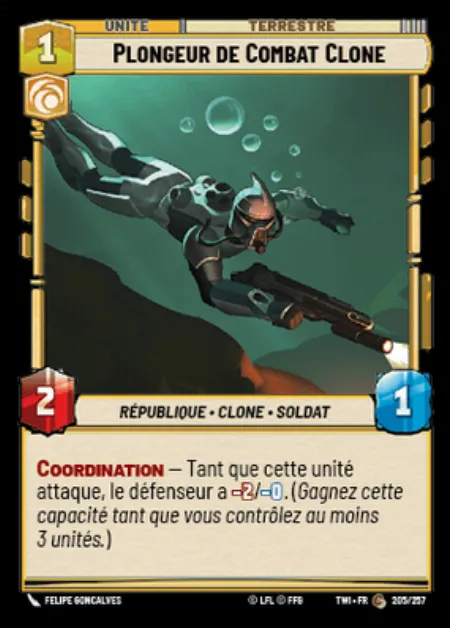 UNITÉ TERRESTRE
1 PLONGEUR DE COMBAT CLONE
2 RÉPUBLIQUE • CLONE • SOLDAT 1
COORDINATION – Tant que cette unité
attaque, le défenseur a -2/-0. (Gagnez cette
capacité tant que vous contrôlez au moins
3 unités.)
FELIPE GONCALVES © LFL © FFG TWI • FR C 205/257